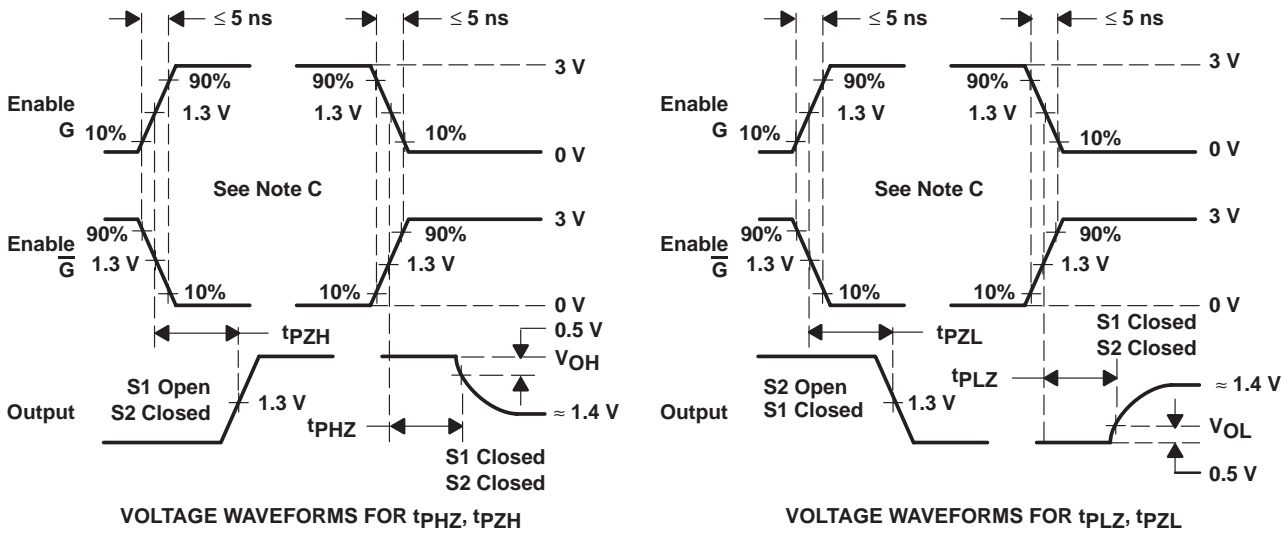 ≤ 5 ns
≤ 5 ns
3 V
90%
90%
Enable
G
1.3 V
1.3 V
10%
10%
0 V
See Note C
3 V
Enable
G̅
90%
90%
1.3 V
1.3 V
10%
10%
0 V
tPZH
0.5 V
VOH
S1 Open
S2 Closed
Output
1.3 V
≈ 1.4 V
tPHZ
S1 Closed
S2 Closed
VOLTAGE WAVEFORMS FOR tPHZ, tPZH
≤ 5 ns
≤ 5 ns
3 V
90%
90%
Enable
G
1.3 V
1.3 V
10%
10%
0 V
See Note C
3 V
Enable
G̅
90%
90%
1.3 V
1.3 V
10%
10%
0 V
tPZL
S1 Closed
S2 Closed
tPLZ
S2 Open
S1 Closed
≈ 1.4 V
Output
1.3 V
VOL
0.5 V
VOLTAGE WAVEFORMS FOR tPLZ, tPZL